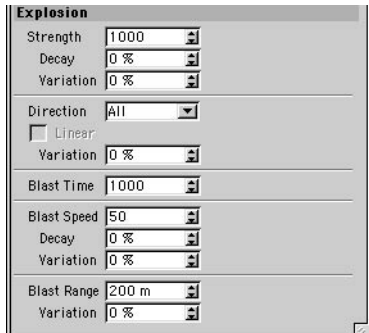 Explosion
Strength 1000
Decay 0 %
Variation 0 %
Direction All
Linear
Variation 0 %
Blast Time 1000
Blast Speed 50
Decay 0 %
Variation 0 %
Blast Range 200 m
Variation 0 %